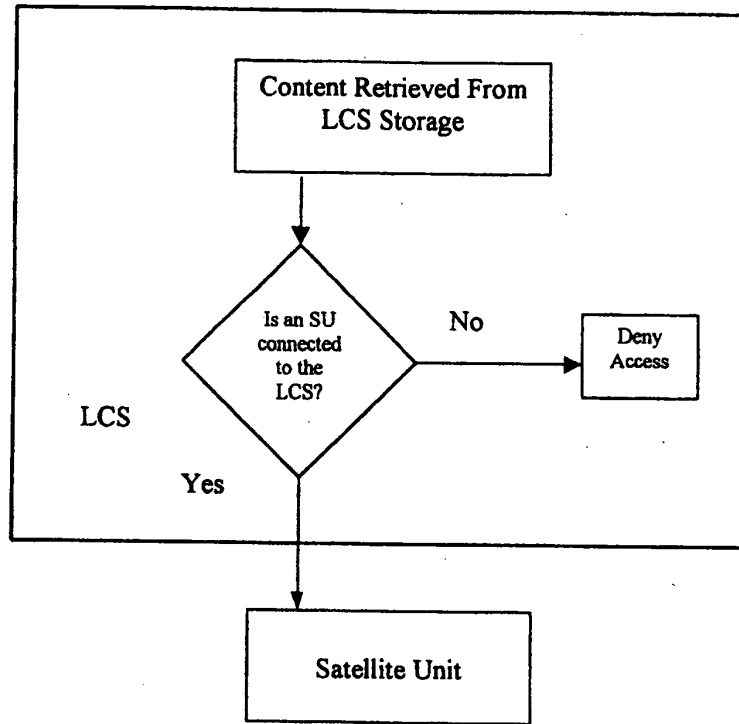 Content Retrieved From
LCS Storage
Is an SU
connected
to the
LCS?
No
Deny
Access
LCS
Yes
Satellite Unit